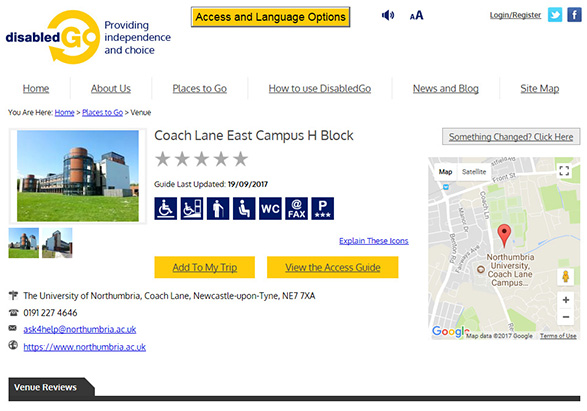 disabledGo
Providing
independence
and choice
Access and Language Options
AA
Login/Register
Home
About Us
Places to Go
How to use DisabledGo
News and Blog
Site Map
You Are Here: Home > Places to Go > Venue
Coach Lane East Campus H Block
Something Changed? Click Here
Guide Last Updated: 19/09/2017
WC
@
FAX
P
***
Explain These Icons
Add To My Trip
View the Access Guide
Map
Satellite
Front St
Coach Ln
Northumbria
University,
Coach Lane
Campus...
+
−
Google
Map data ©2017 Google
Terms of Use
The University of Northumbria, Coach Lane, Newcastle-upon-Tyne, NE7 7XA
0191 227 4646
ask4help@northumbria.ac.uk
https://www.northumbria.ac.uk
Venue Reviews